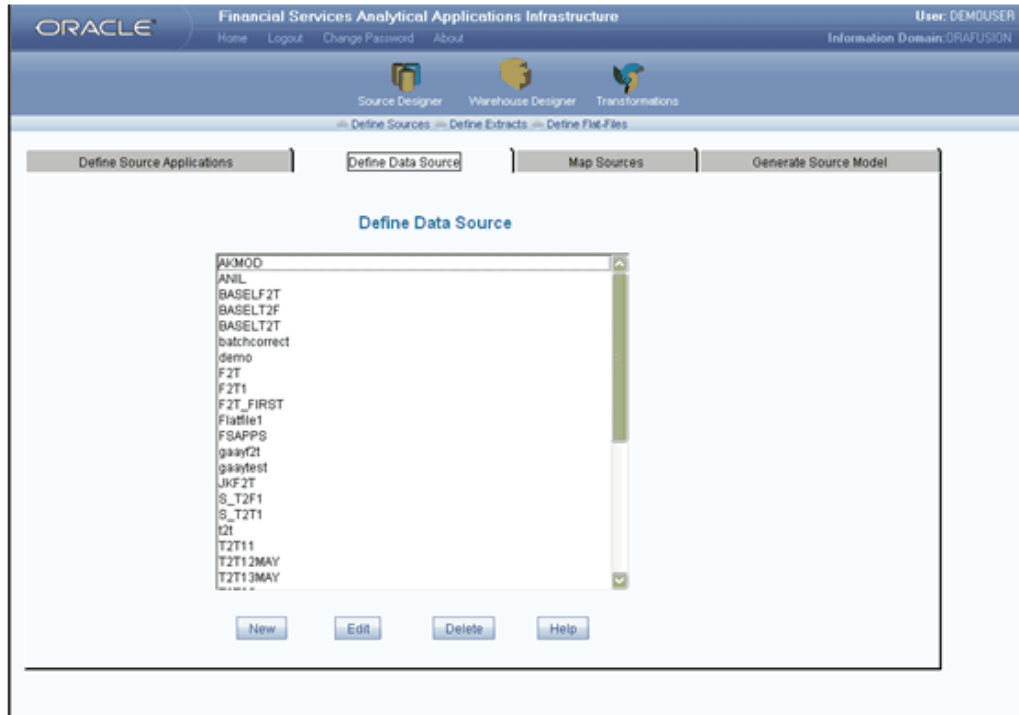 ORACLE
Financial Services Analytical Applications Infrastructure
User: DEMOUSER
Home Logout Change Password About
Information Domain:ORAFUSION
Source Designer Warehouse Designer Transformations
Define Sources Define Extracts Define Flat-Files
Define Source Applications Define Data Source Map Sources Generate Source Model
Define Data Source
AKMOD
ANIL
BASELF2T
BASELT2F
BASELT2T
batchcorrect
demo
F2T
F2T1
F2T_FIRST
Flatfile1
FSAPPS
gaayf2t
gaaytest
JKF2T
S_T2F1
S_T2T1
t2t
T2T11
T2T12MAY
T2T13MAY
New Edit Delete Help